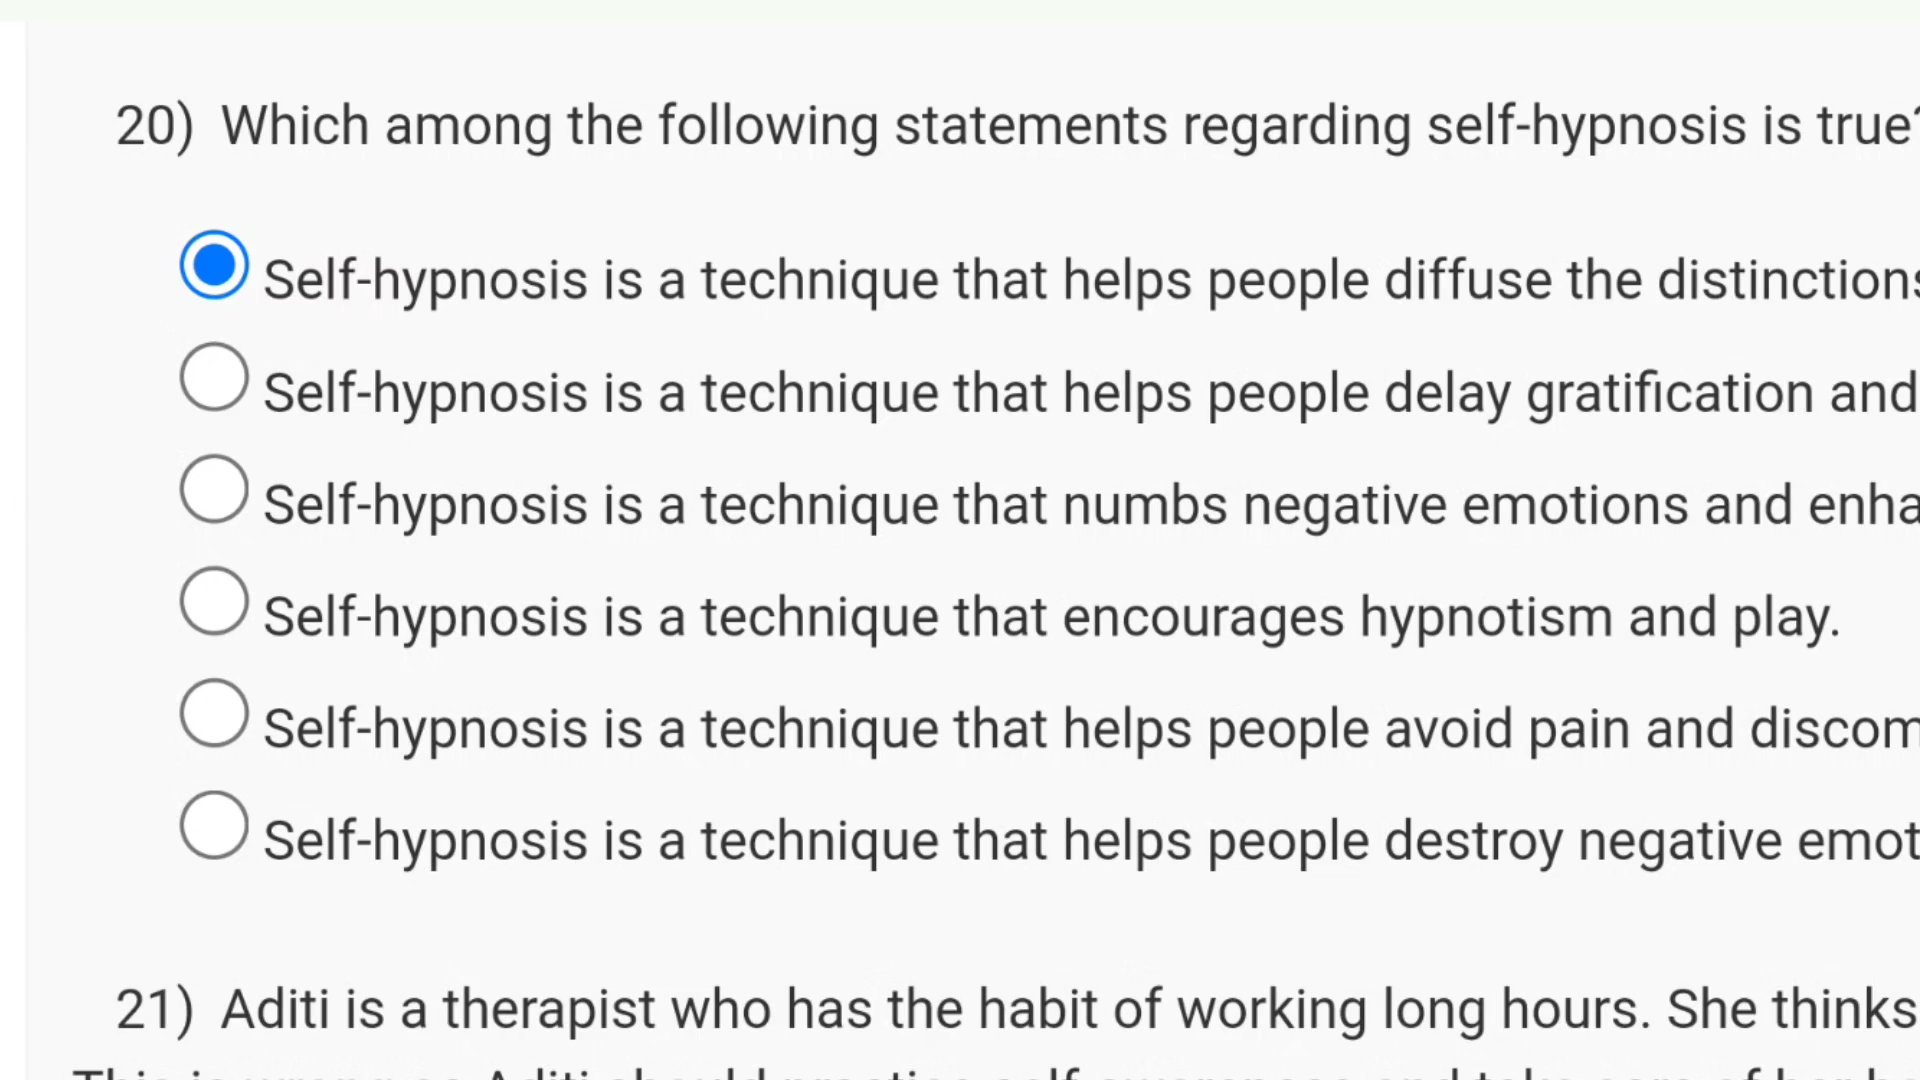 20) Which among the following statements regarding self-hypnosis is true?
Self-hypnosis is a technique that helps people diffuse the distinctions
Self-hypnosis is a technique that helps people delay gratification and
Self-hypnosis is a technique that numbs negative emotions and enha
Self-hypnosis is a technique that encourages hypnotism and play.
Self-hypnosis is a technique that helps people avoid pain and discom
Self-hypnosis is a technique that helps people destroy negative emot
21) Aditi is a therapist who has the habit of working long hours. She thinks